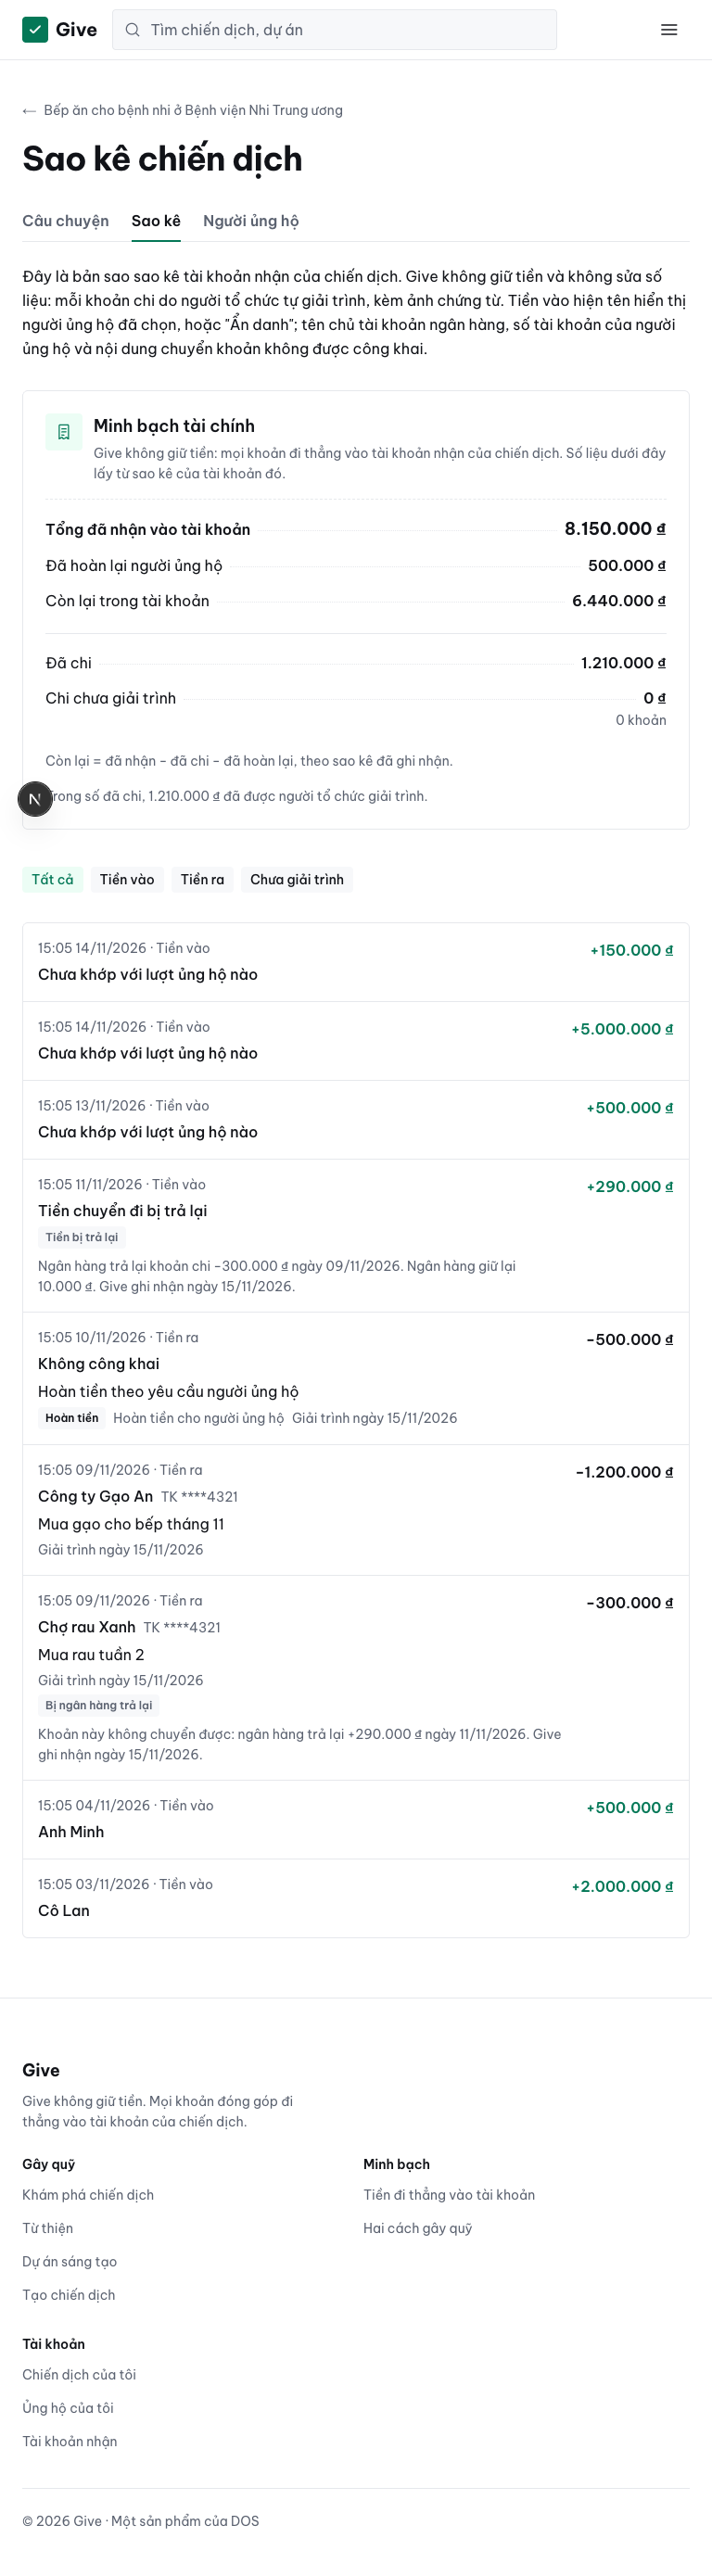 Give
Tìm chiến dịch, dự án
← Bếp ăn cho bệnh nhi ở Bệnh viện Nhi Trung ương
Sao kê chiến dịch
Câu chuyện Sao kê Người ủng hộ
Đây là bản sao sao kê tài khoản nhận của chiến dịch. Give không giữ tiền và không sửa số
liệu: mỗi khoản chi do người tổ chức tự giải trình, kèm ảnh chứng từ. Tiền vào hiện tên hiển thị
người ủng hộ đã chọn, hoặc "Ẩn danh"; tên chủ tài khoản ngân hàng, số tài khoản của người
ủng hộ và nội dung chuyển khoản không được công khai.
Minh bạch tài chính
Give không giữ tiền: mọi khoản đi thẳng vào tài khoản nhận của chiến dịch. Số liệu dưới đây
lấy từ sao kê của tài khoản đó.
Tổng đã nhận vào tài khoản 8.150.000 ₫
Đã hoàn lại người ủng hộ 500.000 ₫
Còn lại trong tài khoản 6.440.000 ₫
Đã chi 1.210.000 ₫
Chi chưa giải trình 0 ₫
0 khoản
Còn lại = đã nhận − đã chi − đã hoàn lại, theo sao kê đã ghi nhận.
N
rong số đã chi, 1.210.000 ₫ đã được người tổ chức giải trình.
Tất cả Tiền vào Tiền ra Chưa giải trình
15:05 14/11/2026 · Tiền vào +150.000 ₫
Chưa khớp với lượt ủng hộ nào
15:05 14/11/2026 · Tiền vào +5.000.000 ₫
Chưa khớp với lượt ủng hộ nào
15:05 13/11/2026 · Tiền vào +500.000 ₫
Chưa khớp với lượt ủng hộ nào
15:05 11/11/2026 · Tiền vào +290.000 ₫
Tiền chuyển đi bị trả lại
Tiền bị trả lại
Ngân hàng trả lại khoản chi -300.000 ₫ ngày 09/11/2026. Ngân hàng giữ lại
10.000 ₫. Give ghi nhận ngày 15/11/2026.
15:05 10/11/2026 · Tiền ra -500.000 ₫
Không công khai
Hoàn tiền theo yêu cầu người ủng hộ
Hoàn tiền Hoàn tiền cho người ủng hộ Giải trình ngày 15/11/2026
15:05 09/11/2026 · Tiền ra -1.200.000 ₫
Công ty Gạo An TK ****4321
Mua gạo cho bếp tháng 11
Giải trình ngày 15/11/2026
15:05 09/11/2026 · Tiền ra -300.000 ₫
Chợ rau Xanh TK ****4321
Mua rau tuần 2
Giải trình ngày 15/11/2026
Bị ngân hàng trả lại
Khoản này không chuyển được: ngân hàng trả lại +290.000 ₫ ngày 11/11/2026. Give
ghi nhận ngày 15/11/2026.
15:05 04/11/2026 · Tiền vào +500.000 ₫
Anh Minh
15:05 03/11/2026 · Tiền vào +2.000.000 ₫
Cô Lan
Give
Give không giữ tiền. Mọi khoản đóng góp đi
thẳng vào tài khoản của chiến dịch.
Gây quỹ
Khám phá chiến dịch
Từ thiện
Dự án sáng tạo
Tạo chiến dịch
Minh bạch
Tiền đi thẳng vào tài khoản
Hai cách gây quỹ
Tài khoản
Chiến dịch của tôi
Ủng hộ của tôi
Tài khoản nhận
© 2026 Give · Một sản phẩm của DOS